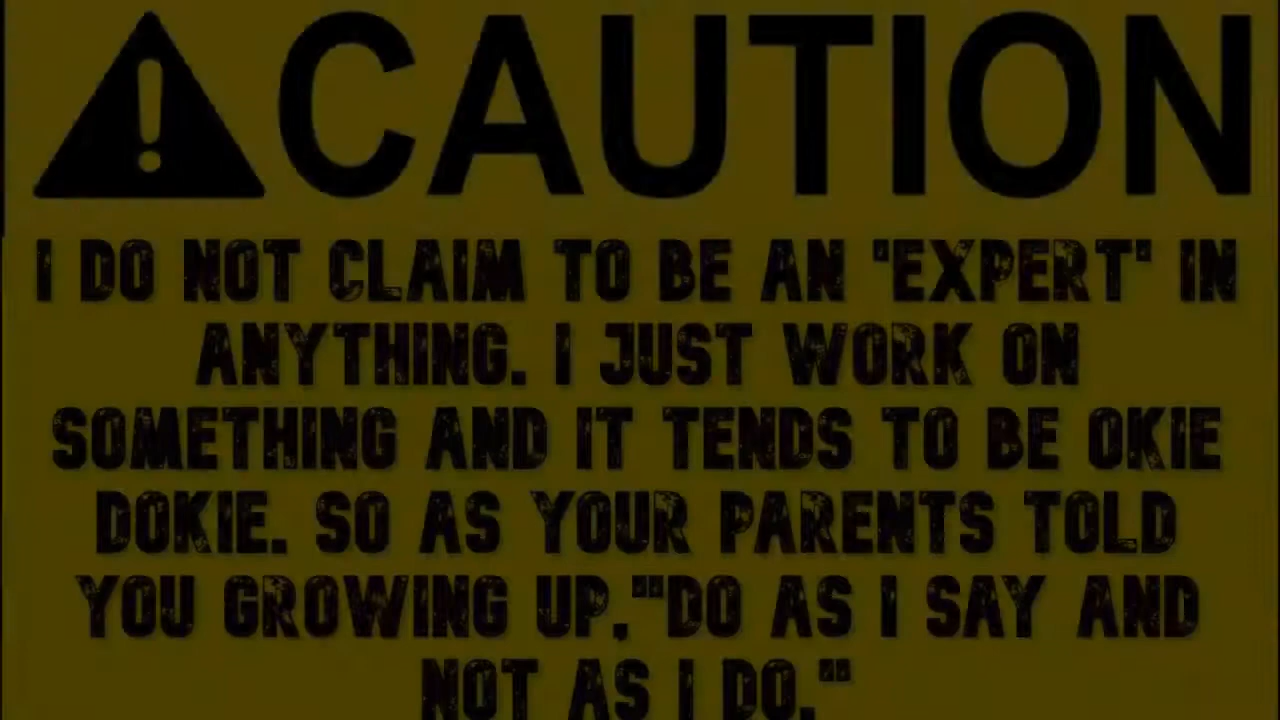 CAUTION
I DO NOT CLAIM TO BE AN 'EXPERT' IN
ANYTHING. I JUST WORK ON
SOMETHING AND IT TENDS TO BE OKIE
DOKIE. SO AS YOUR PARENTS TOLD
YOU GROWING UP,"DO AS I SAY AND
NOT AS I DO."